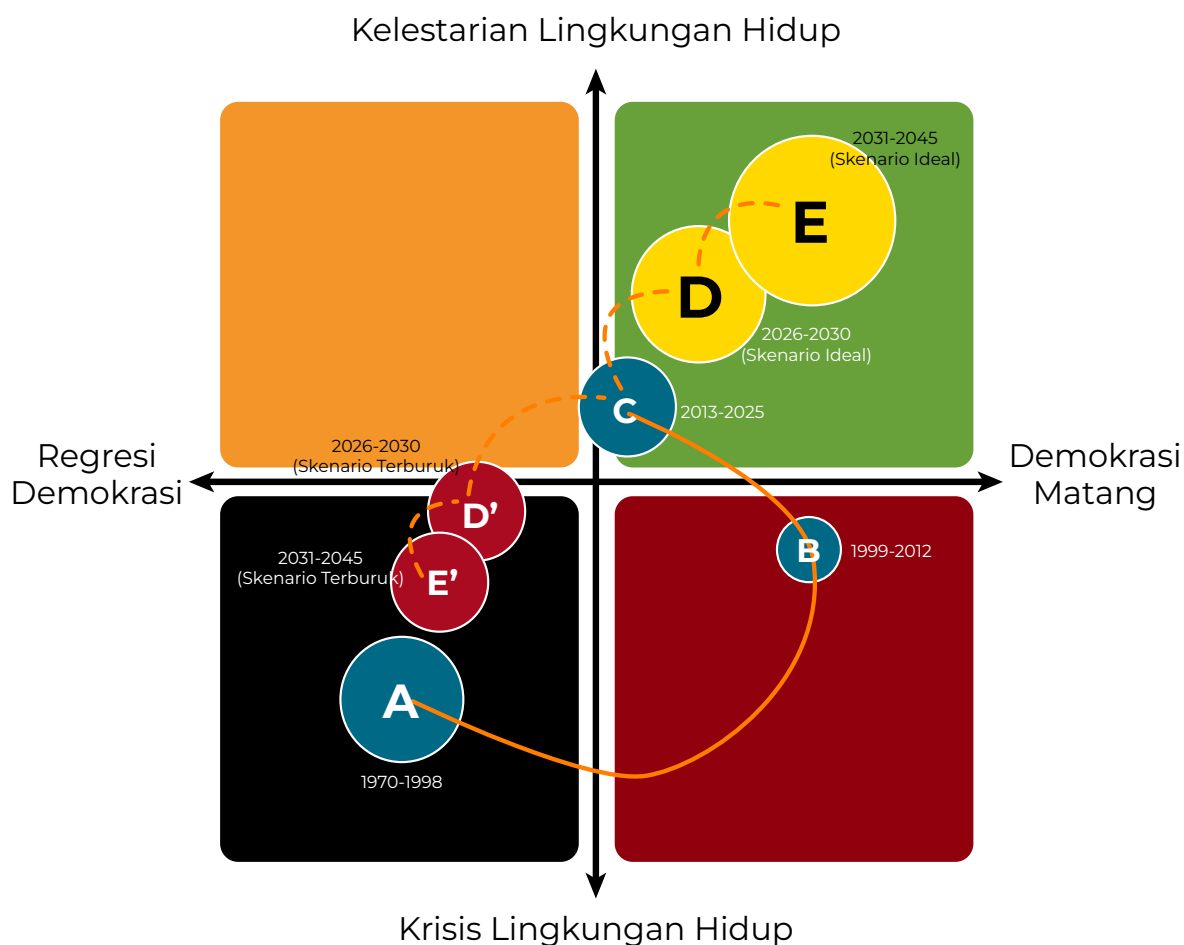 Kelestarian Lingkungan Hidup
2031-2045
(Skenario Ideal)
E
D
2026-2030
(Skenario Ideal)
C
2013-2025
Regresi
Demokrasi
2026-2030
(Skenario Terburuk)
Demokrasi
Matang
D’
B
1999-2012
2031-2045
(Skenario Terburuk)
E’
A
1970-1998
Krisis Lingkungan Hidup